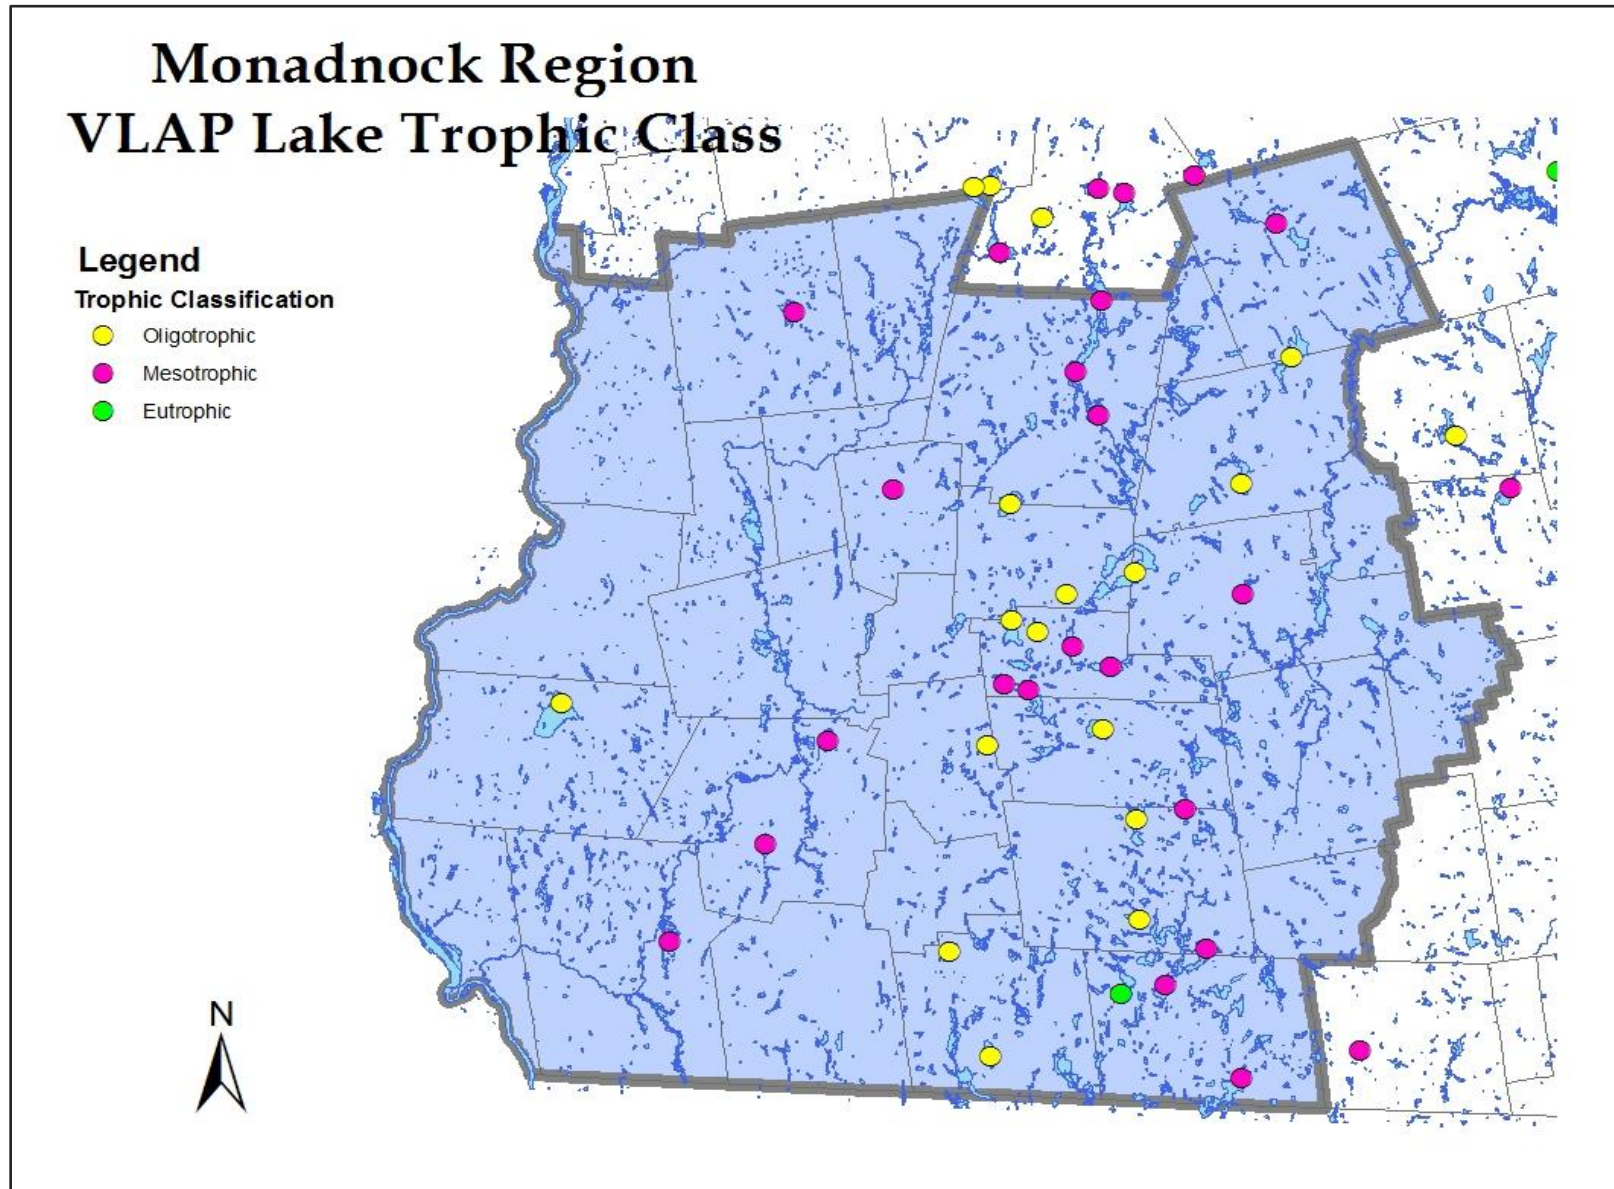 Monadnock Region
VLAP Lake Trophic Class
Legend
Trophic Classification
Oligotrophic
Mesotrophic
Eutrophic
N